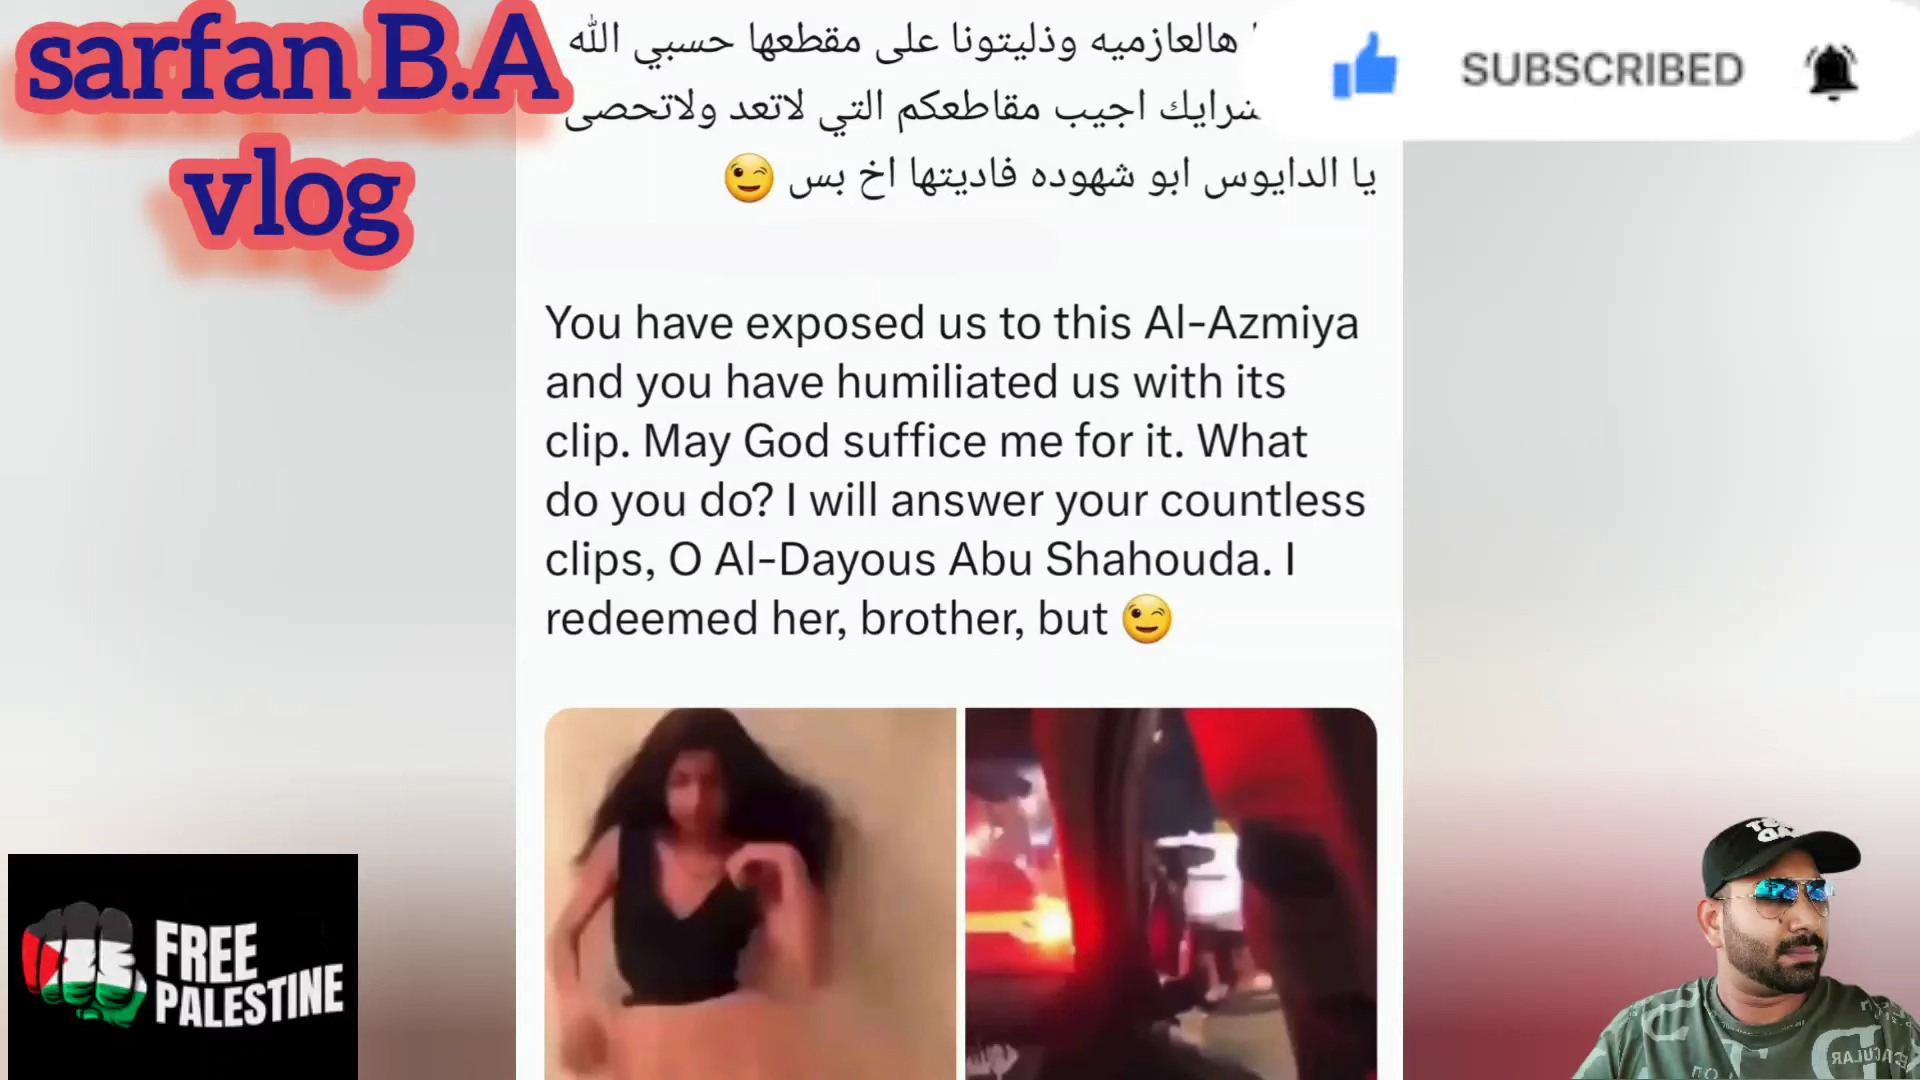 sarfan B.A
vlog
هالعازميه وذليتونا على مقطعها حسبي الله
اجيب مقاطعكم التي لاتعد ولاتحصى
يا الدايوس ابو شهوده فاديتها اخ بس 😉
SUBSCRIBED
You have exposed us to this Al-Azmiya
and you have humiliated us with its
clip. May God suffice me for it. What
do you do? I will answer your countless
clips, O Al-Dayous Abu Shahouda. I
redeemed her, brother, but 😉
FREE
PALESTINE